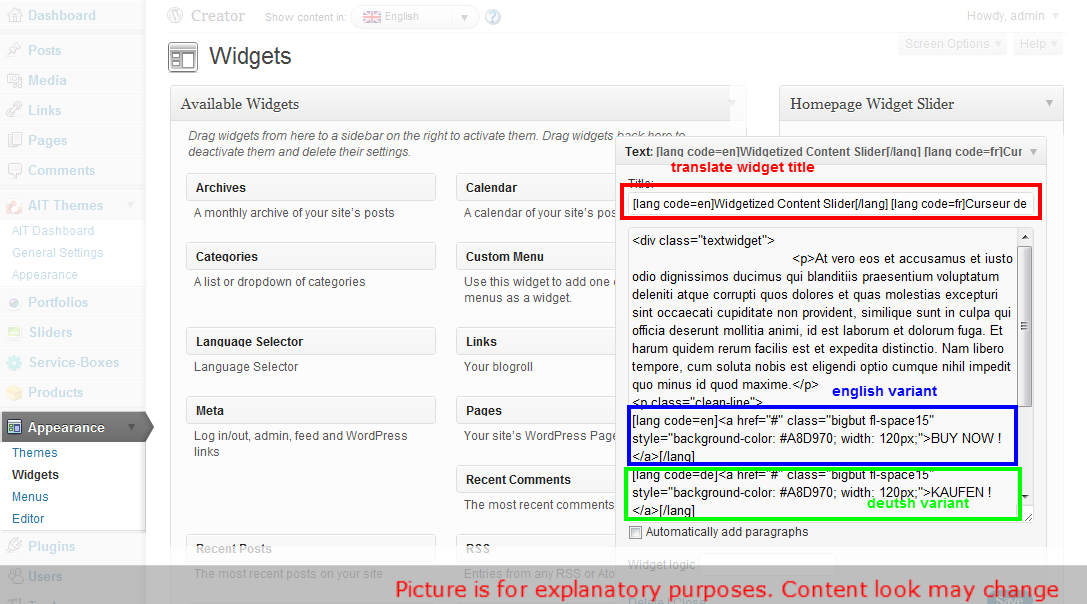 Dashboard
Posts
Media
Links
Pages
Comments
AIT Themes
AIT Dashboard
General Settings
Appearance
Portfolios
Sliders
Service-Boxes
Products
Appearance
Themes
Widgets
Menus
Editor
Plugins
Users
Creator
Show content in:
English
?
Howdy, admin
Screen Options
Help
Widgets
Available Widgets
Drag widgets from here to a sidebar on the right to activate them. Drag widgets back here to
deactivate them and delete their settings.
Archives
A monthly archive of your site's posts
Calendar
A calendar of your site's pos
Categories
A list or dropdown of categories
Custom Menu
Use this widget to add one
menus as a widget.
Language Selector
Language Selector
Links
Your blogroll
Meta
Log in/out, admin, feed and WordPress
links
Pages
Your site's WordPress Page
Recent Comments
The most recent comments
Recent Posts
The most recent posts on your site
RSS
Entries from any RSS or Ato
Homepage Widget Slider
Text: [lang code=en]Widgetized Content Slider[/lang] [lang code=fr]Cur
translate widget title
Title:
[lang code=en]Widgetized Content Slider[/lang] [lang code=fr]Curseur de
<div class="textwidget">
<p>At vero eos et accusamus et iusto
odio dignissimos ducimus qui blanditiis praesentium voluptatum
deleniti atque corrupti quos dolores et quas molestias excepturi
sint occaecati cupiditate non provident, similique sunt in culpa qui
officia deserunt mollitia animi, id est laborum et dolorum fuga. Et
harum quidem rerum facilis est et expedita distinctio. Nam libero
tempore, cum soluta nobis est eligendi optio cumque nihil impedit
quo minus id quod maxime.</p>
<p class="clean-line">
english variant
[lang code=en]<a href="#" class="bigbut fl-space15"
style="background-color: #A8D970; width: 120px;">BUY NOW !
</a>[/lang]
[lang code=de]<a href="#" class="bigbut fl-space15"
style="background-color: #A8D970; width: 120px;">KAUFEN !
</a>[/lang]
deutsh variant
Automatically add paragraphs
Widget logic
Delete | Close
Save
Picture is for explanatory purposes. Content look may change